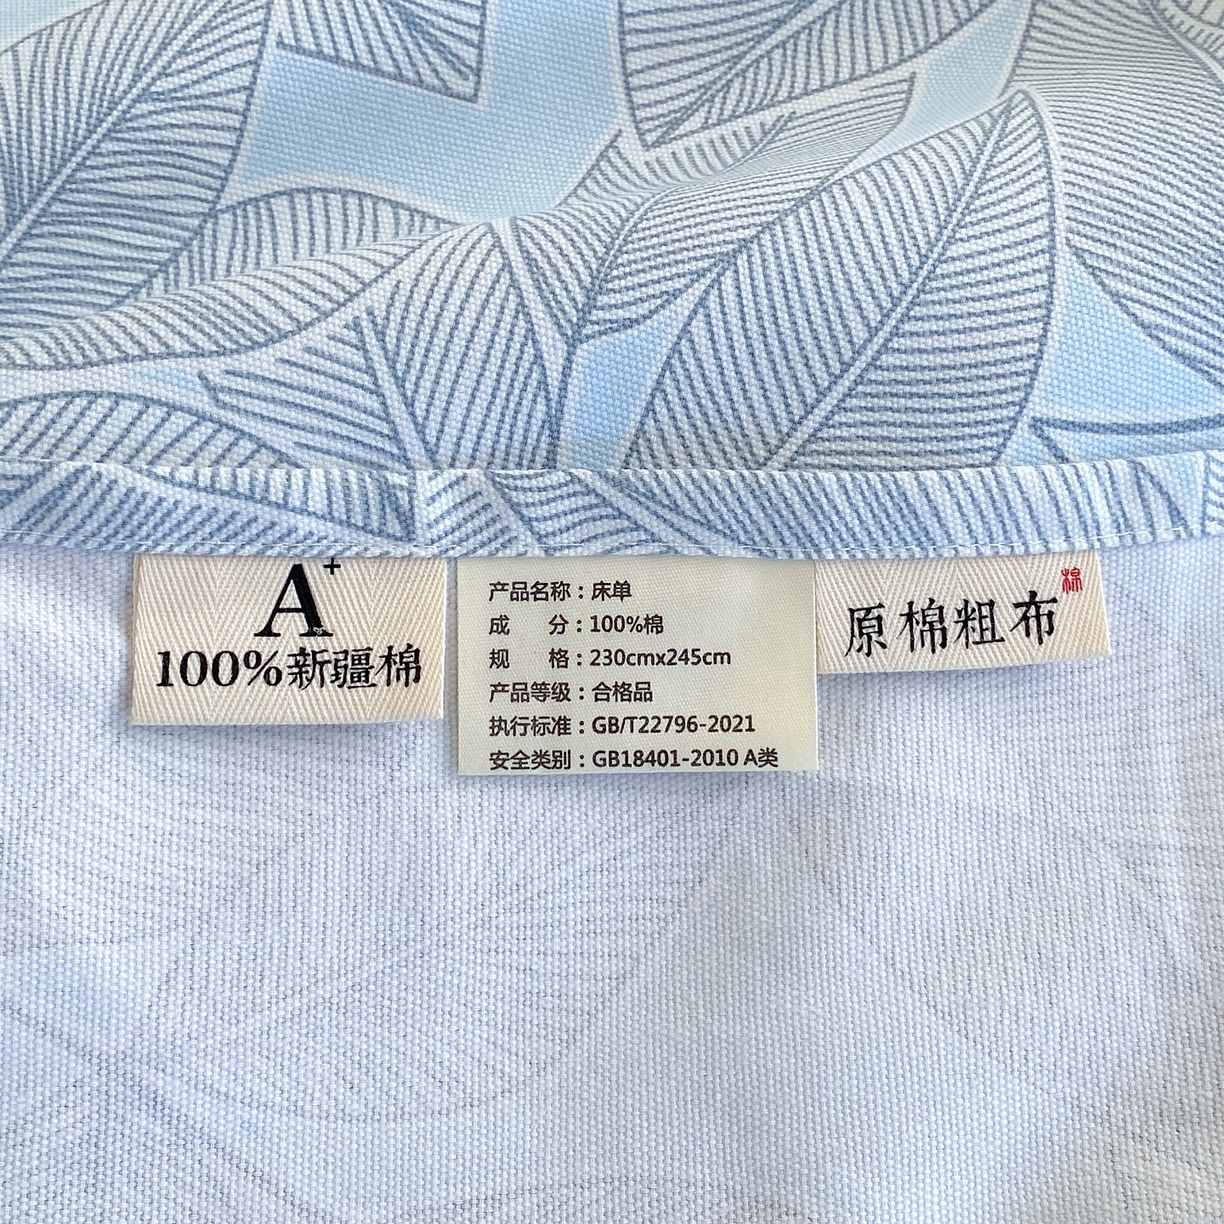 A+
100%新疆棉
产品名称：床单
成 分：100%棉
规 格：230cmx245cm
产品等级：合格品
执行标准：GB/T22796-2021
安全类别：GB18401-2010 A类
原棉粗布
棉